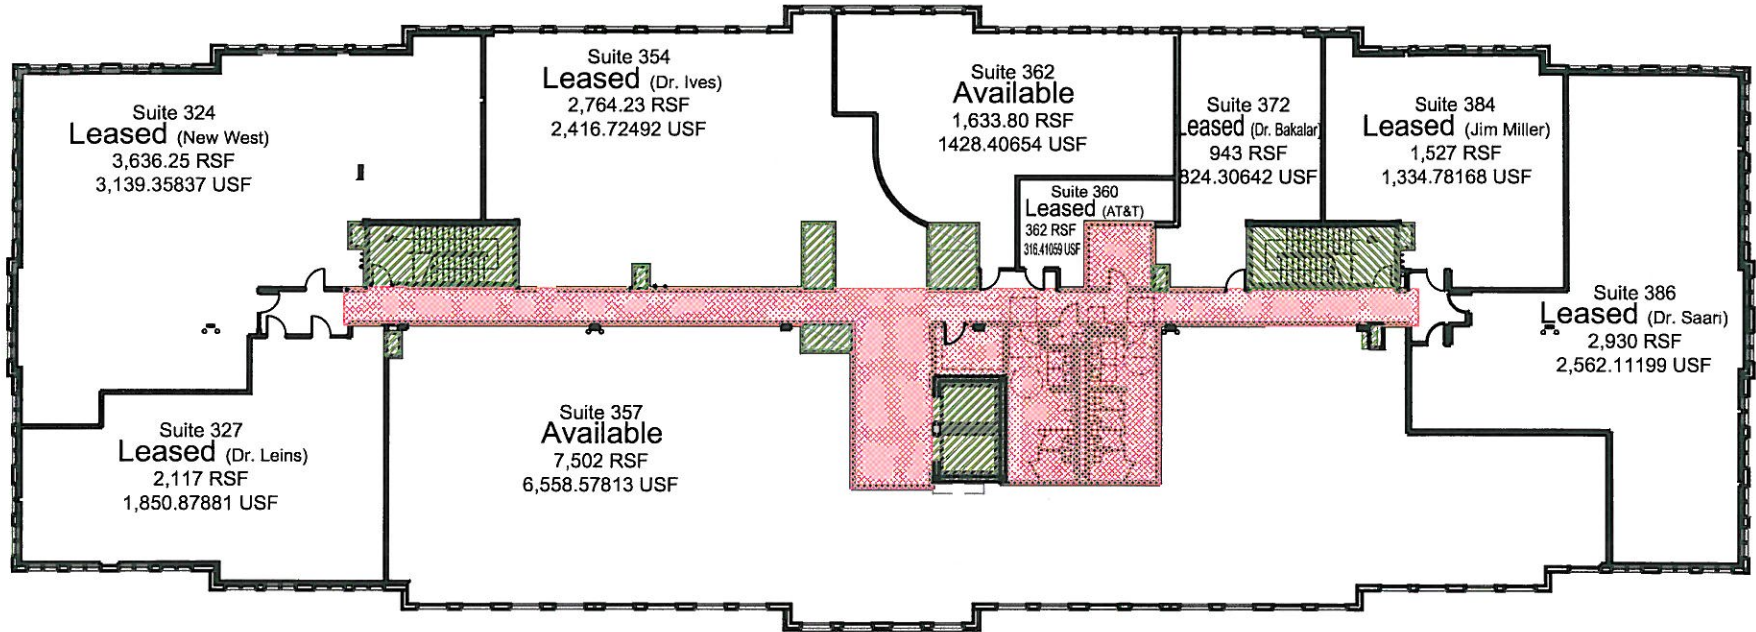 Suite 324
Leased (New West)
3,636.25 RSF
3,139.35837 USF
Suite 354
Leased (Dr. Ives)
2,764.23 RSF
2,416.72492 USF
Suite 362
Available
1,633.80 RSF
1428.40654 USF
Suite 360
Leased (AT&T)
362 RSF
316.41059 USF
Suite 372
Leased (Dr. Bakalar)
943 RSF
824.30642 USF
Suite 384
Leased (Jim Miller)
1,527 RSF
1,334.78168 USF
Suite 386
Leased (Dr. Saari)
2,930 RSF
2,562.11199 USF
Suite 327
Leased (Dr. Leins)
2,117 RSF
1,850.87881 USF
Suite 357
Available
7,502 RSF
6,558.57813 USF